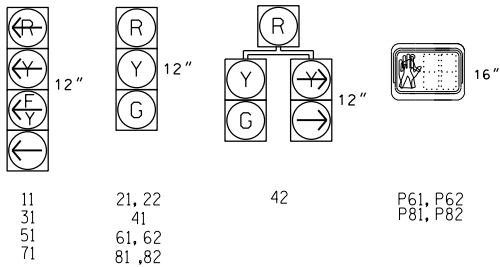 R
Y
F
Y
12"
11
31
51
71
R
Y
G
12"
21, 22
41
61, 62
81 ,82
R
Y
G
Y
12"
42
16"
P61, P62
P81, P82